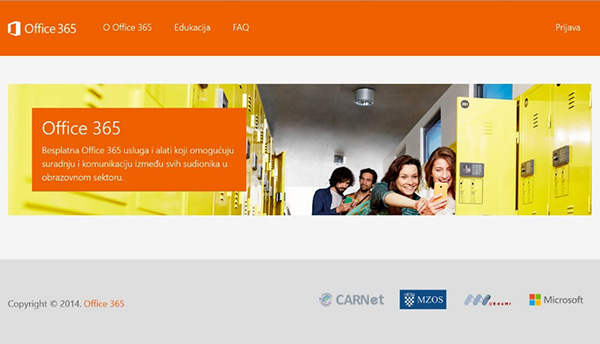 Office 365 O Office 365 Edukacija FAQ Prijava
Office 365
Besplatna Office 365 usluga i alati koji omogućuju
suradnju i komunikaciju između svih sudionika u
obrazovnom sektoru.
Copyright © 2014. Office 365 CARNet MZOS Microsoft